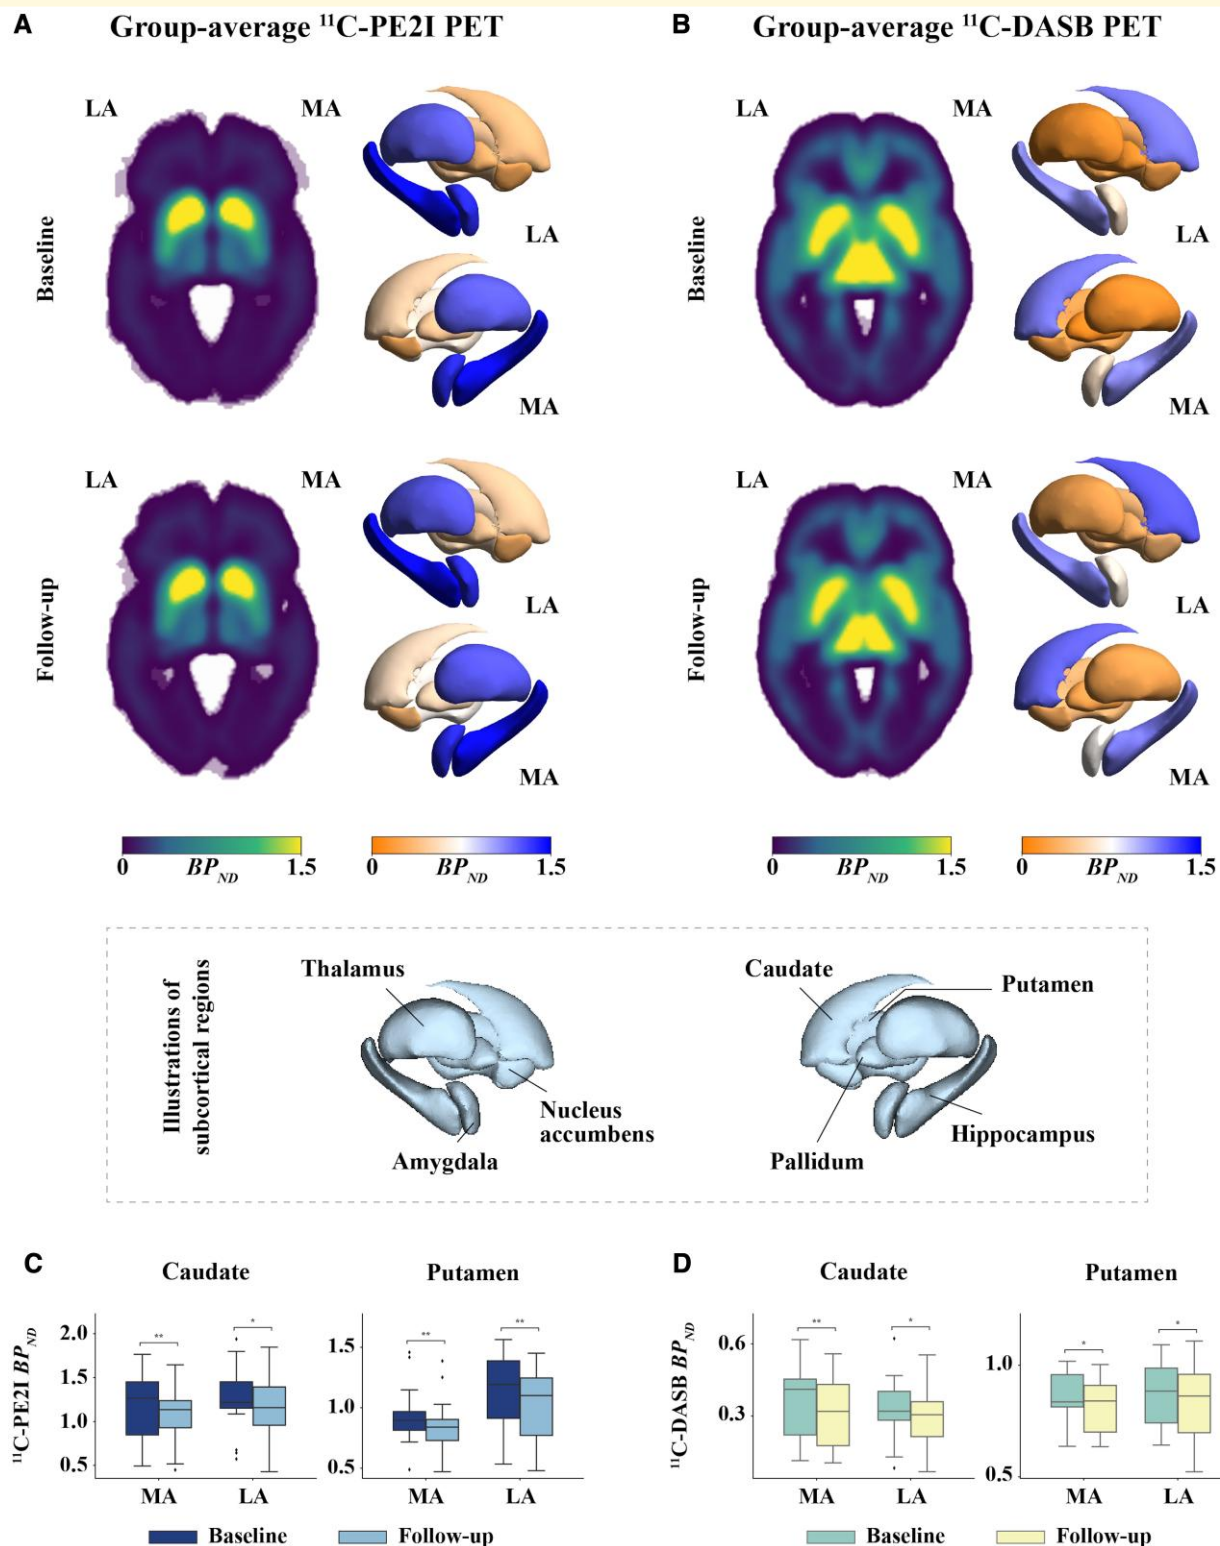 A
Group-average ¹¹C-PE2I PET
B
Group-average ¹¹C-DASB PET
LA
MA
Baseline
LA
MA
LA
MA
Baseline
LA
MA
LA
MA
Follow-up
LA
MA
LA
MA
Follow-up
LA
MA
0 BP_ND 1.5
0 BP_ND 1.5
0 BP_ND 1.5
0 BP_ND 1.5
Illustrations of
subcortical regions
Thalamus
Nucleus
accumbens
Amygdala
Caudate
Putamen
Hippocampus
Pallidum
C
Caudate
Putamen
¹¹C-PE2I BP_ND
2.0
1.5
1.0
0.5
**
*
MA
LA
1.5
1.0
0.5
**
**
MA
LA
Baseline
Follow-up
D
Caudate
Putamen
¹¹C-DASB BP_ND
0.6
0.3
**
*
MA
LA
1.0
0.5
*
*
MA
LA
Baseline
Follow-up